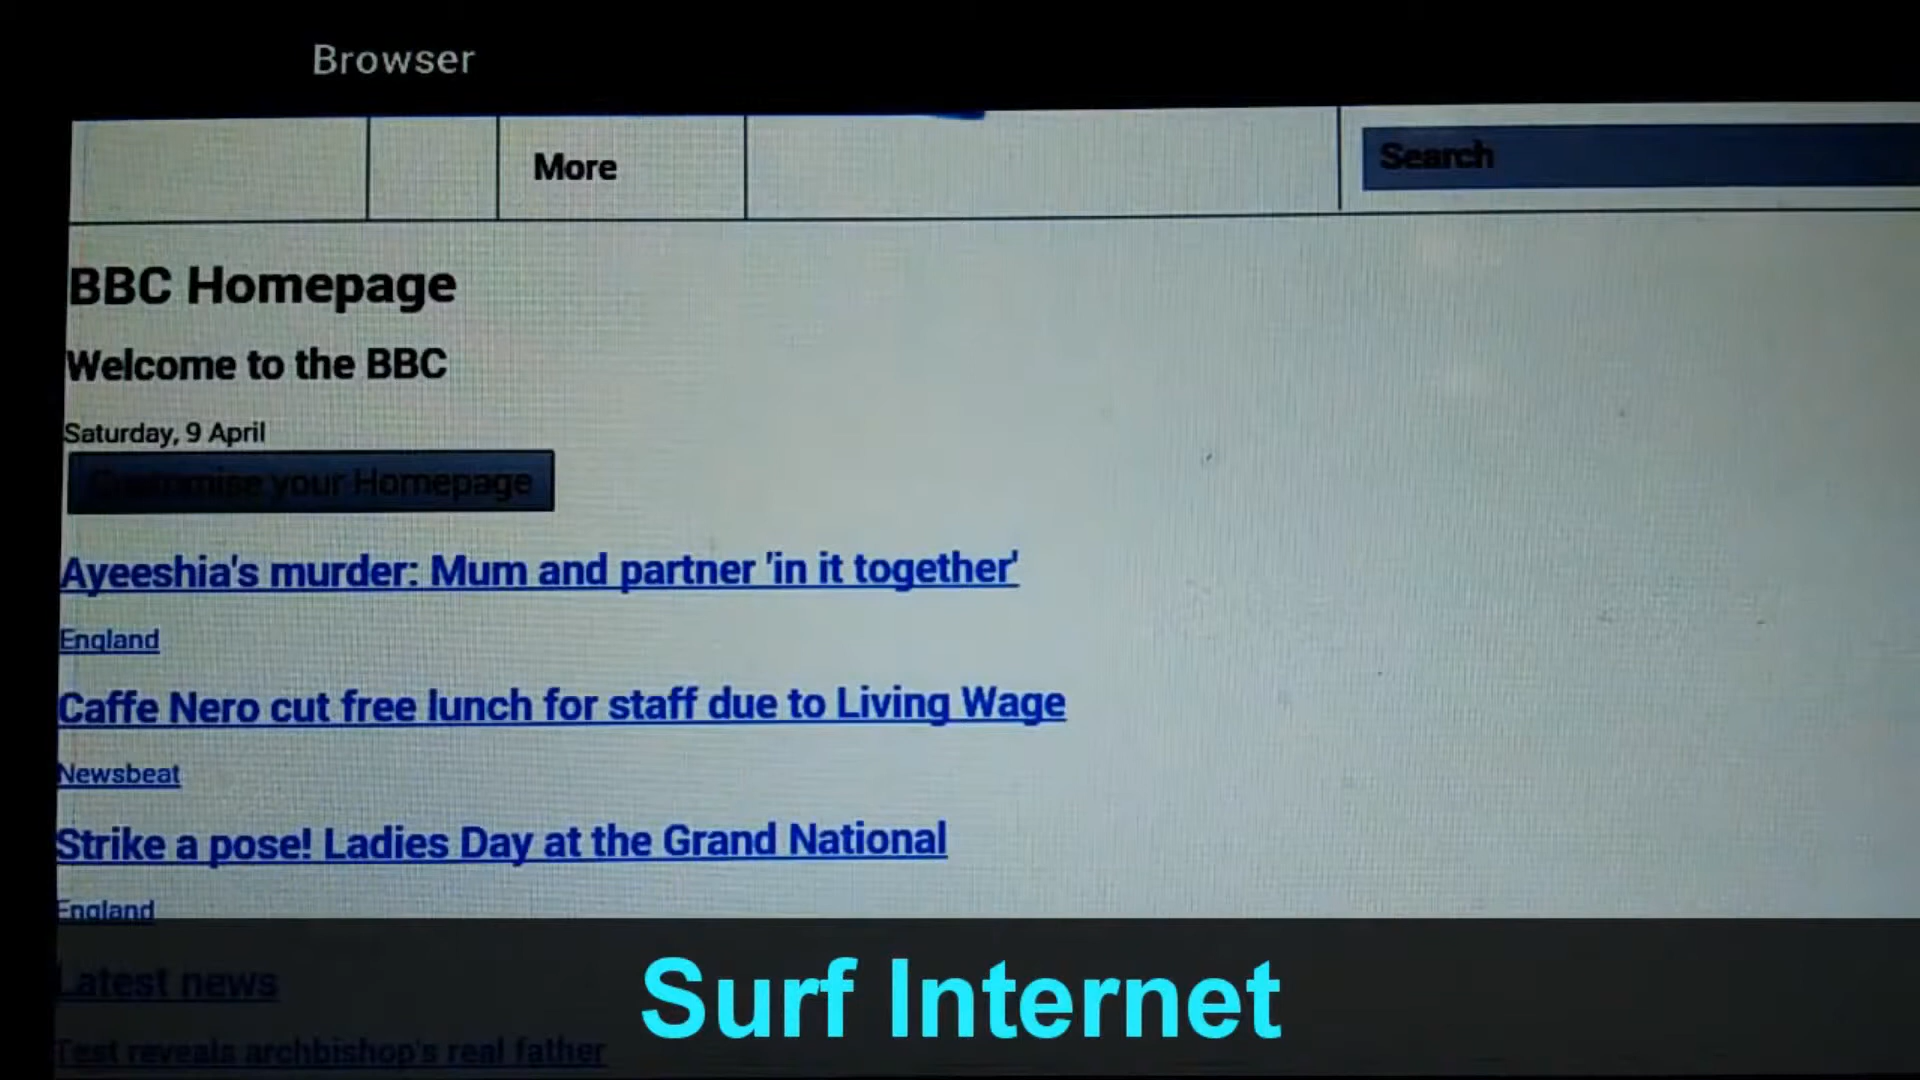 Browser
More
Search
BBC Homepage
Welcome to the BBC
Saturday, 9 April
Customise your Homepage
Ayeeshia's murder: Mum and partner 'in it together'
England
Caffe Nero cut free lunch for staff due to Living Wage
Newsbeat
Strike a pose! Ladies Day at the Grand National
England
Latest news
Test reveals archbishop's real father
Surf Internet